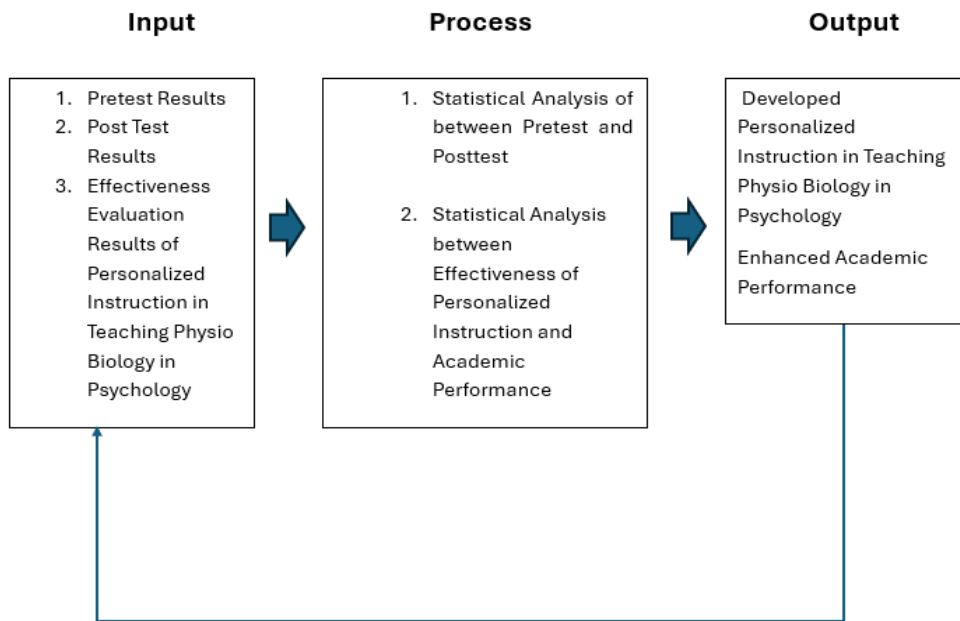 Input
1. Pretest Results
2. Post Test
Results
3. Effectiveness
Evaluation
Results of
Personalized
Instruction in
Teaching Physio
Biology in
Psychology
Process
1. Statistical Analysis of
between Pretest and
Posttest
2. Statistical Analysis
between
Effectiveness of
Personalized
Instruction and
Academic
Performance
Output
Developed
Personalized
Instruction in Teaching
Physio Biology in
Psychology
Enhanced Academic
Performance